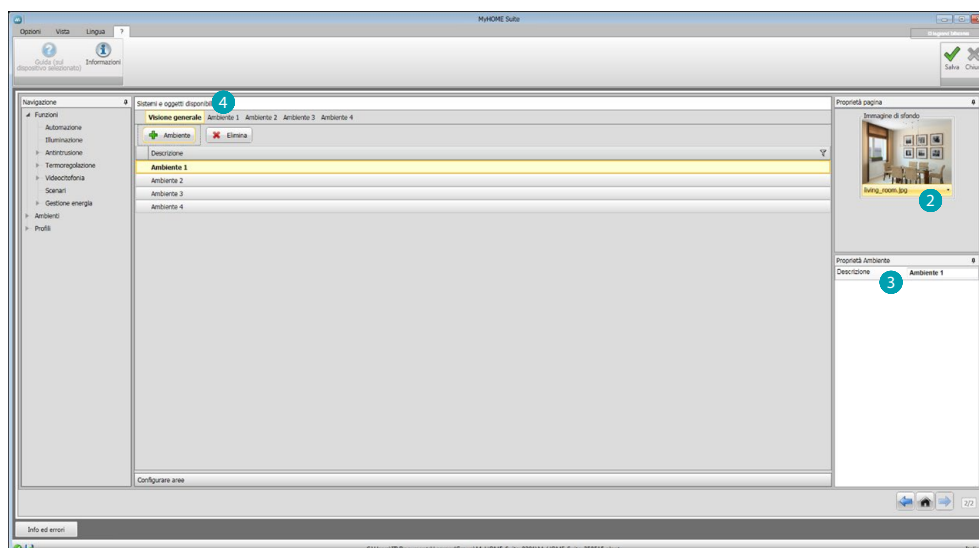 MyHOME Suite
Opzioni Vista Lingua ?
Guida (sul dispositivo selezionato)
Informazioni
Salva
Navigazione
Funzioni
Automazione
Illuminazione
Antintrusione
Termoregolazione
Videocitofonia
Scenari
Gestione energia
Ambienti
Profili
Sistemi e oggetti disponibili
4
Visione generale Ambiente 1 Ambiente 2 Ambiente 3 Ambiente 4
Ambiente Elimina
Descrizione
Ambiente 1
Ambiente 2
Ambiente 3
Ambiente 4
Configurare aree
Proprietà pagina
Immagine di sfondo
living_room.jpg
2
Proprietà Ambiente
Descrizione Ambiente 1
3
2/2
Info ed errori